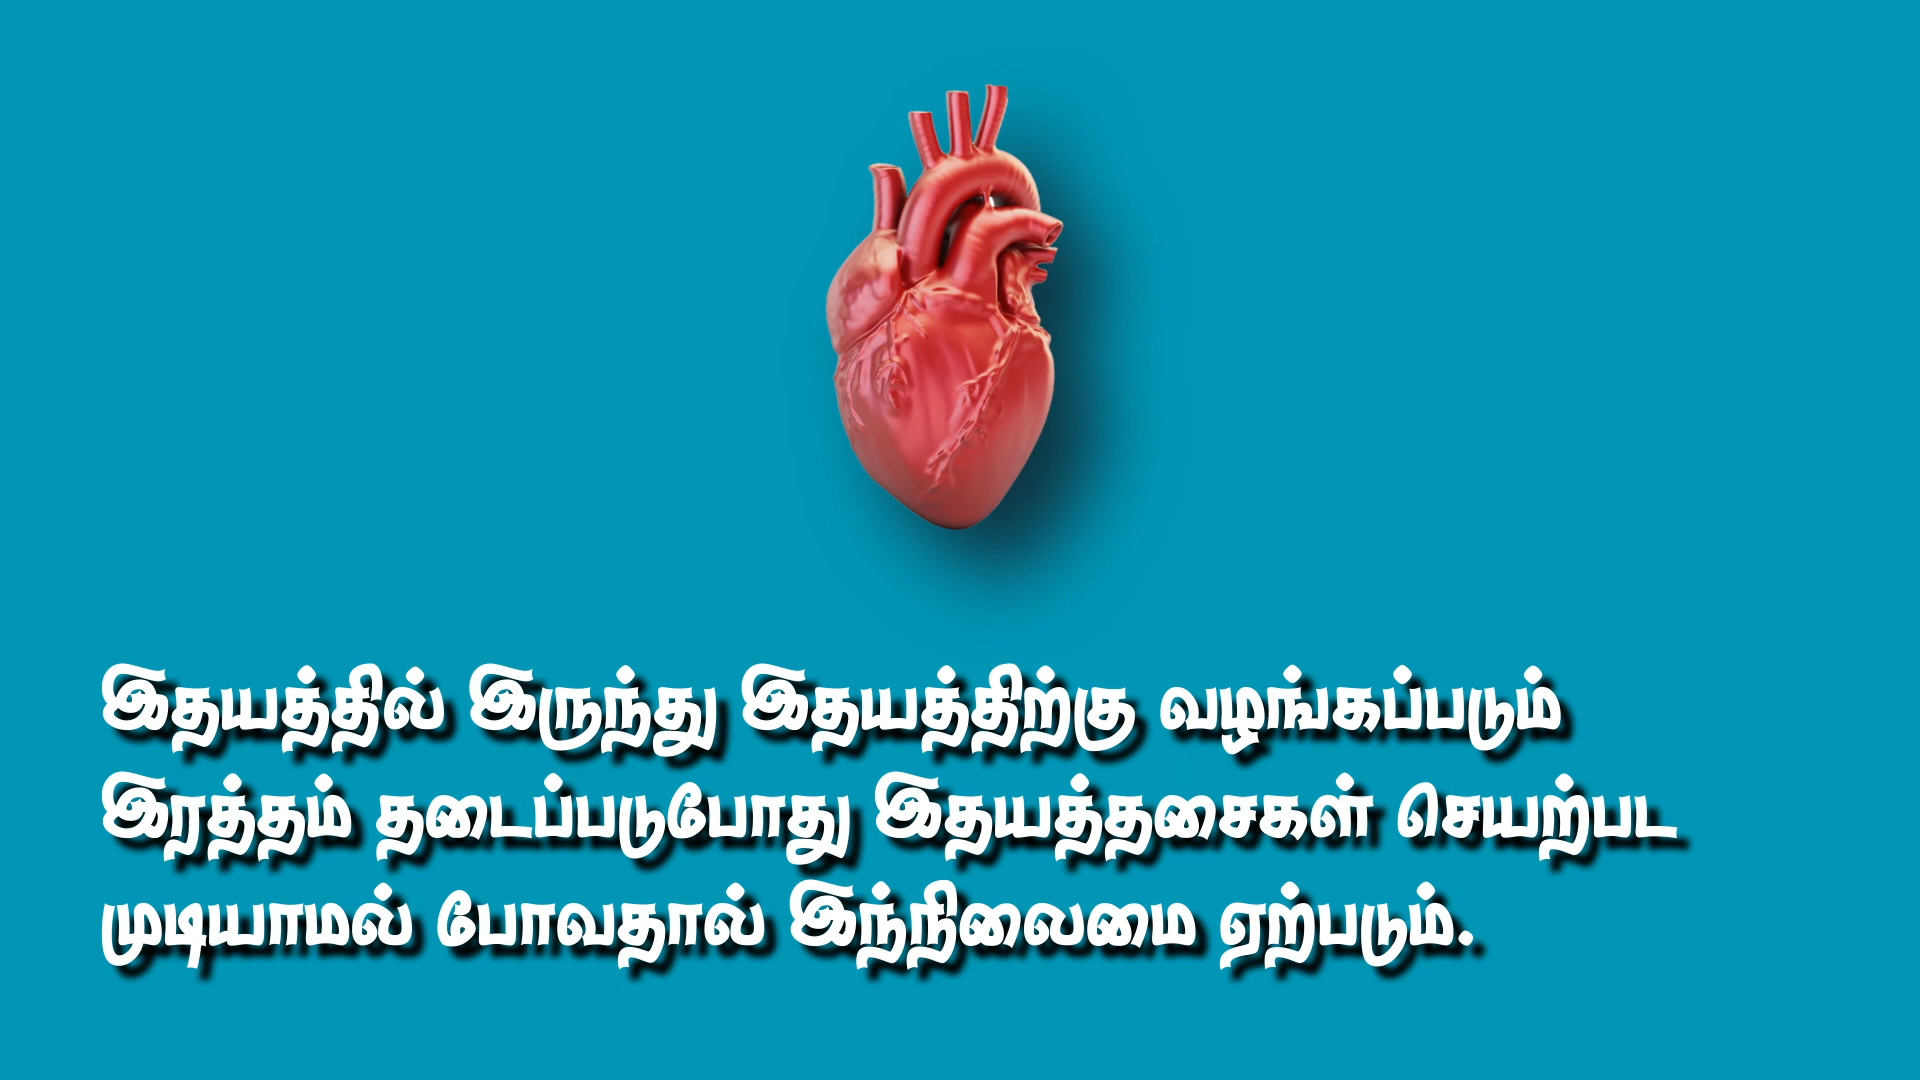 இதயத்தில் இருந்து இதயத்திற்கு வழங்கப்படும்
இரத்தம் தடைப்படுபோது இதயத்தசைகள் செயற்பட
முடியாமல் போவதால் இந்நிலைமை ஏற்படும்.